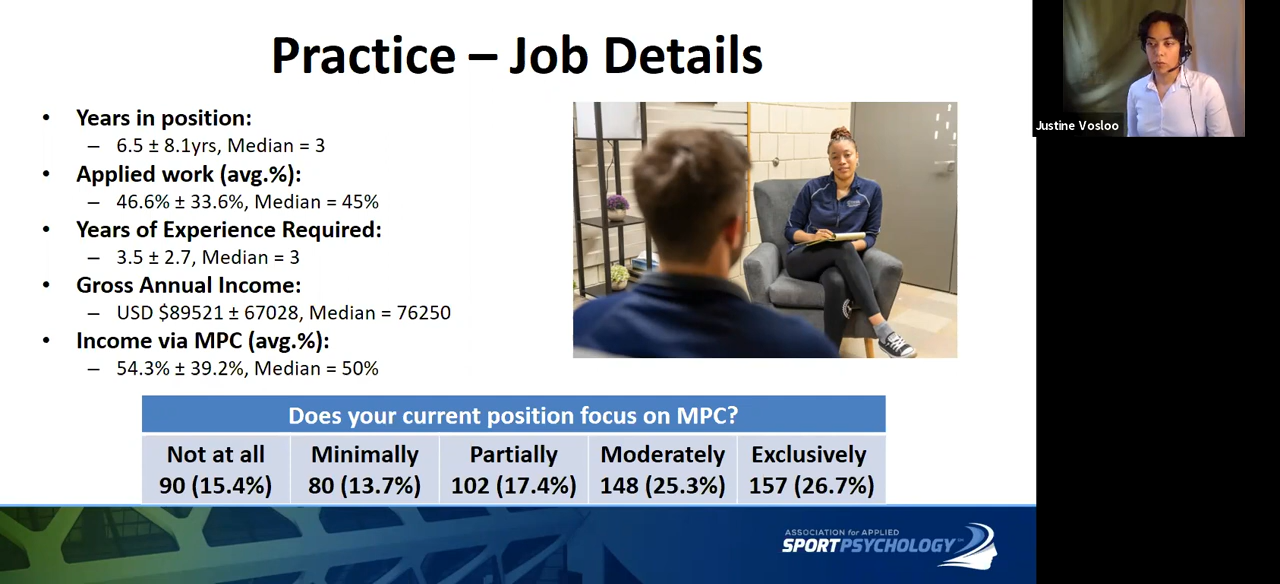 Practice – Job Details
• Years in position:
– 6.5 ± 8.1yrs, Median = 3
• Applied work (avg.%):
– 46.6% ± 33.6%, Median = 45%
• Years of Experience Required:
– 3.5 ± 2.7, Median = 3
• Gross Annual Income:
– USD $89521 ± 67028, Median = 76250
• Income via MPC (avg.%):
– 54.3% ± 39.2%, Median = 50%
Does your current position focus on MPC?
Not at all Minimally Partially Moderately Exclusively
90 (15.4%) 80 (13.7%) 102 (17.4%) 148 (25.3%) 157 (26.7%)
ASSOCIATION for APPLIED
SPORTPSYCHOLOGY
Justine Vosloo